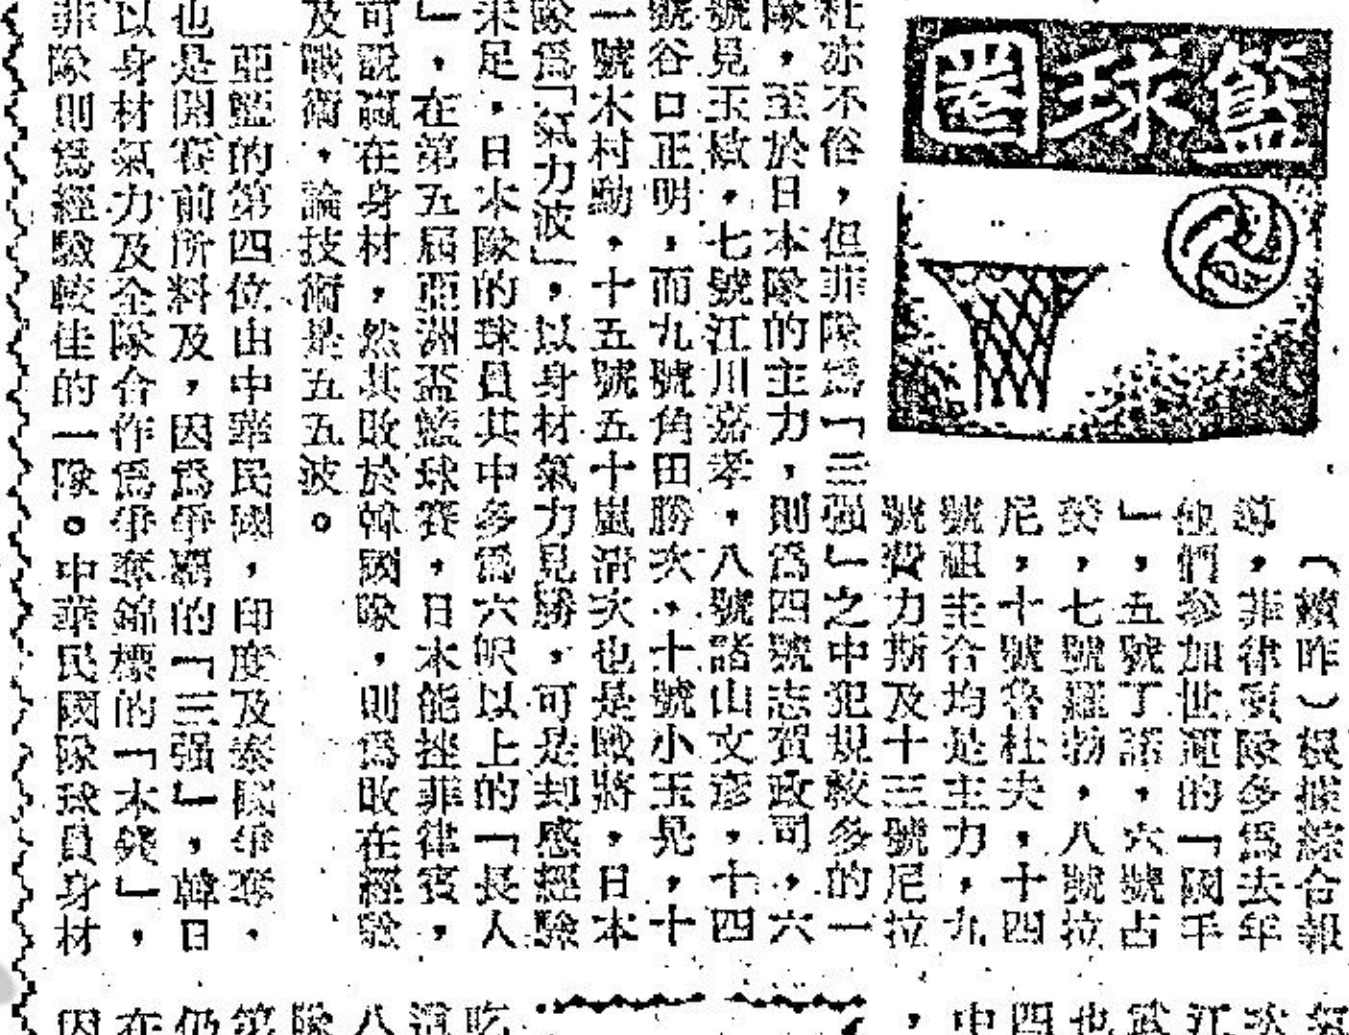 籃球圈
（續昨）根據綜合報
導，菲律賓隊多爲去年
他們參加世運的「國手
」，五號丁諾，六號占
美，七號羅勃，八號拉
尼，十號魯杜夫，十四
號組圭合均是主力，九
號費力斯及十三號尼拉
杜亦不俗，但菲隊爲「三强」之中犯規較多的一
隊，至於日本隊的主力，則爲四號志賀政司，六
號見玉，七號江川嘉孝，八號諸山文彥，十四
號谷口正明，而九號角田勝次，十號小玉晃，十
一號木村勳，十五號五十嵐清次也是戰將，日本
隊爲「氣力波」，以身材氣力見勝，可是却感經驗
未足，日本隊的球員其中多爲六呎以上的「長人
」，在第五屆亞洲盃籃球賽，日本能挫菲律賓，
可說贏在身材，然其敗於韓國隊，則爲敗在經驗
及戰術，論技術是五五波。
亞籃的第四位由中華民國，印度及泰國爭奪，
也是開賽前所料及，因爲爭霸的「三强」，韓日
以身材氣力及全隊合作爲爭奪錦標的「本錢」，
菲隊則爲經驗較佳的一隊。中華民國隊球員身材